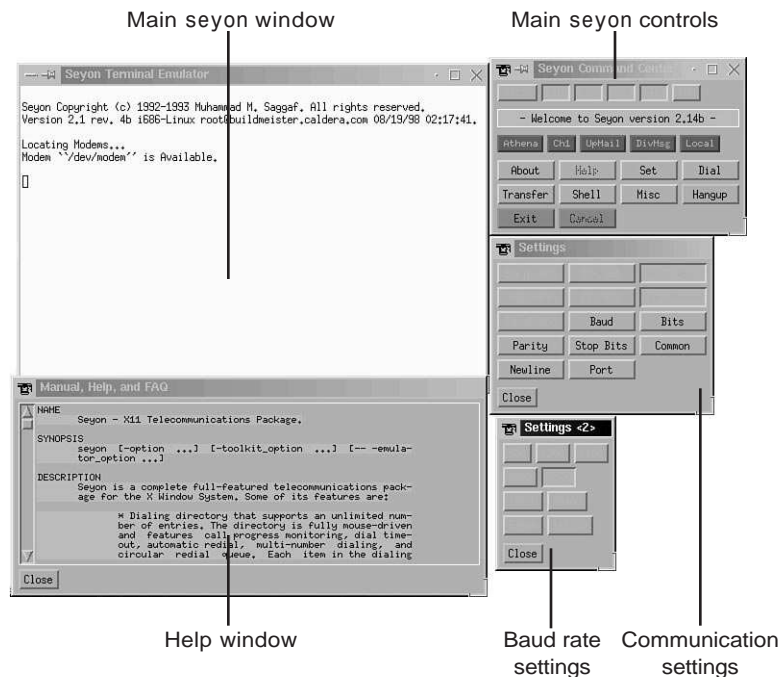 Main seyon window
Main seyon controls
Seyon Terminal Emulator
Seyon Copyright (c) 1992-1993 Muhammad M. Saggaf. All rights reserved.
Version 2.1 rev. 4b i686-Linux root@buildmeister.caldera.com 08/19/98 02:17:41.
Locating Modems...
Modem ``/dev/modem'' is Available.
Seyon Command Center
- Welcome to Seyon version 2.14b -
Athena Ch1 UpMail DivMsg Local
About Help Set Dial
Transfer Shell Misc Hangup
Exit Cancel
Settings
Baud Bits
Parity Stop Bits Common
Newline Port
Close
Manual, Help, and FAQ
NAME
Seyon - X11 Telecommunications Package.
SYNOPSIS
seyon [-option ...] [-toolkit_option ...] [-- -emula-
tor_option ...]
DESCRIPTION
Seyon is a complete full-featured telecommunications pack-
age for the X Window System. Some of its features are:
* Dialing directory that supports an unlimited num-
ber of entries. The directory is fully mouse-driven
and features call progress monitoring, dial time-
out, automatic redial, multi-number dialing, and
circular redial queue. Each item in the dialing
Close
Settings <2>
Close
Help window
Baud rate
settings
Communication
settings